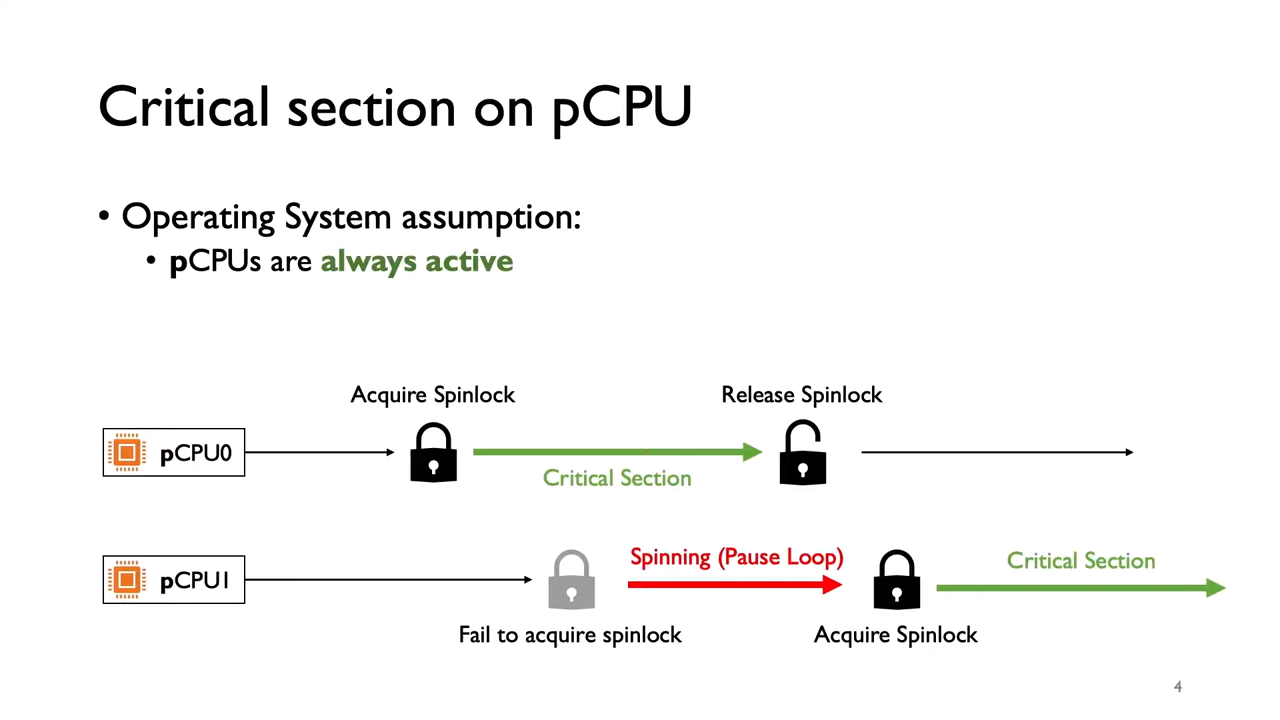 Critical section on pCPU
• Operating System assumption:
• pCPUs are always active
Acquire Spinlock
Release Spinlock
pCPU0
Critical Section
Spinning (Pause Loop)
Critical Section
pCPU1
Fail to acquire spinlock
Acquire Spinlock
4